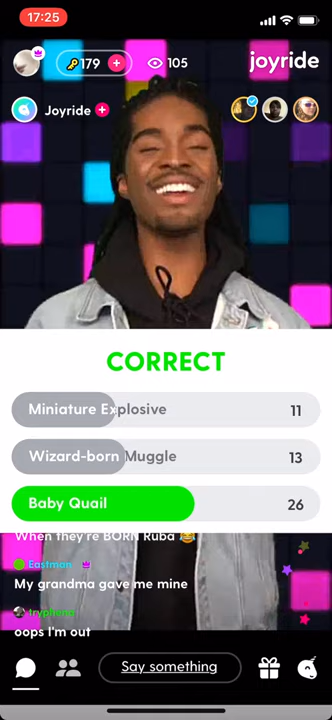 17:25
179
105
joyride
Joyride
CORRECT
Miniature Explosive 11
Wizard-born Muggle 13
Baby Quail 26
When they're BORN Ruba
Eastman
My grandma gave me mine
tryphena
oops I'm out
Say something